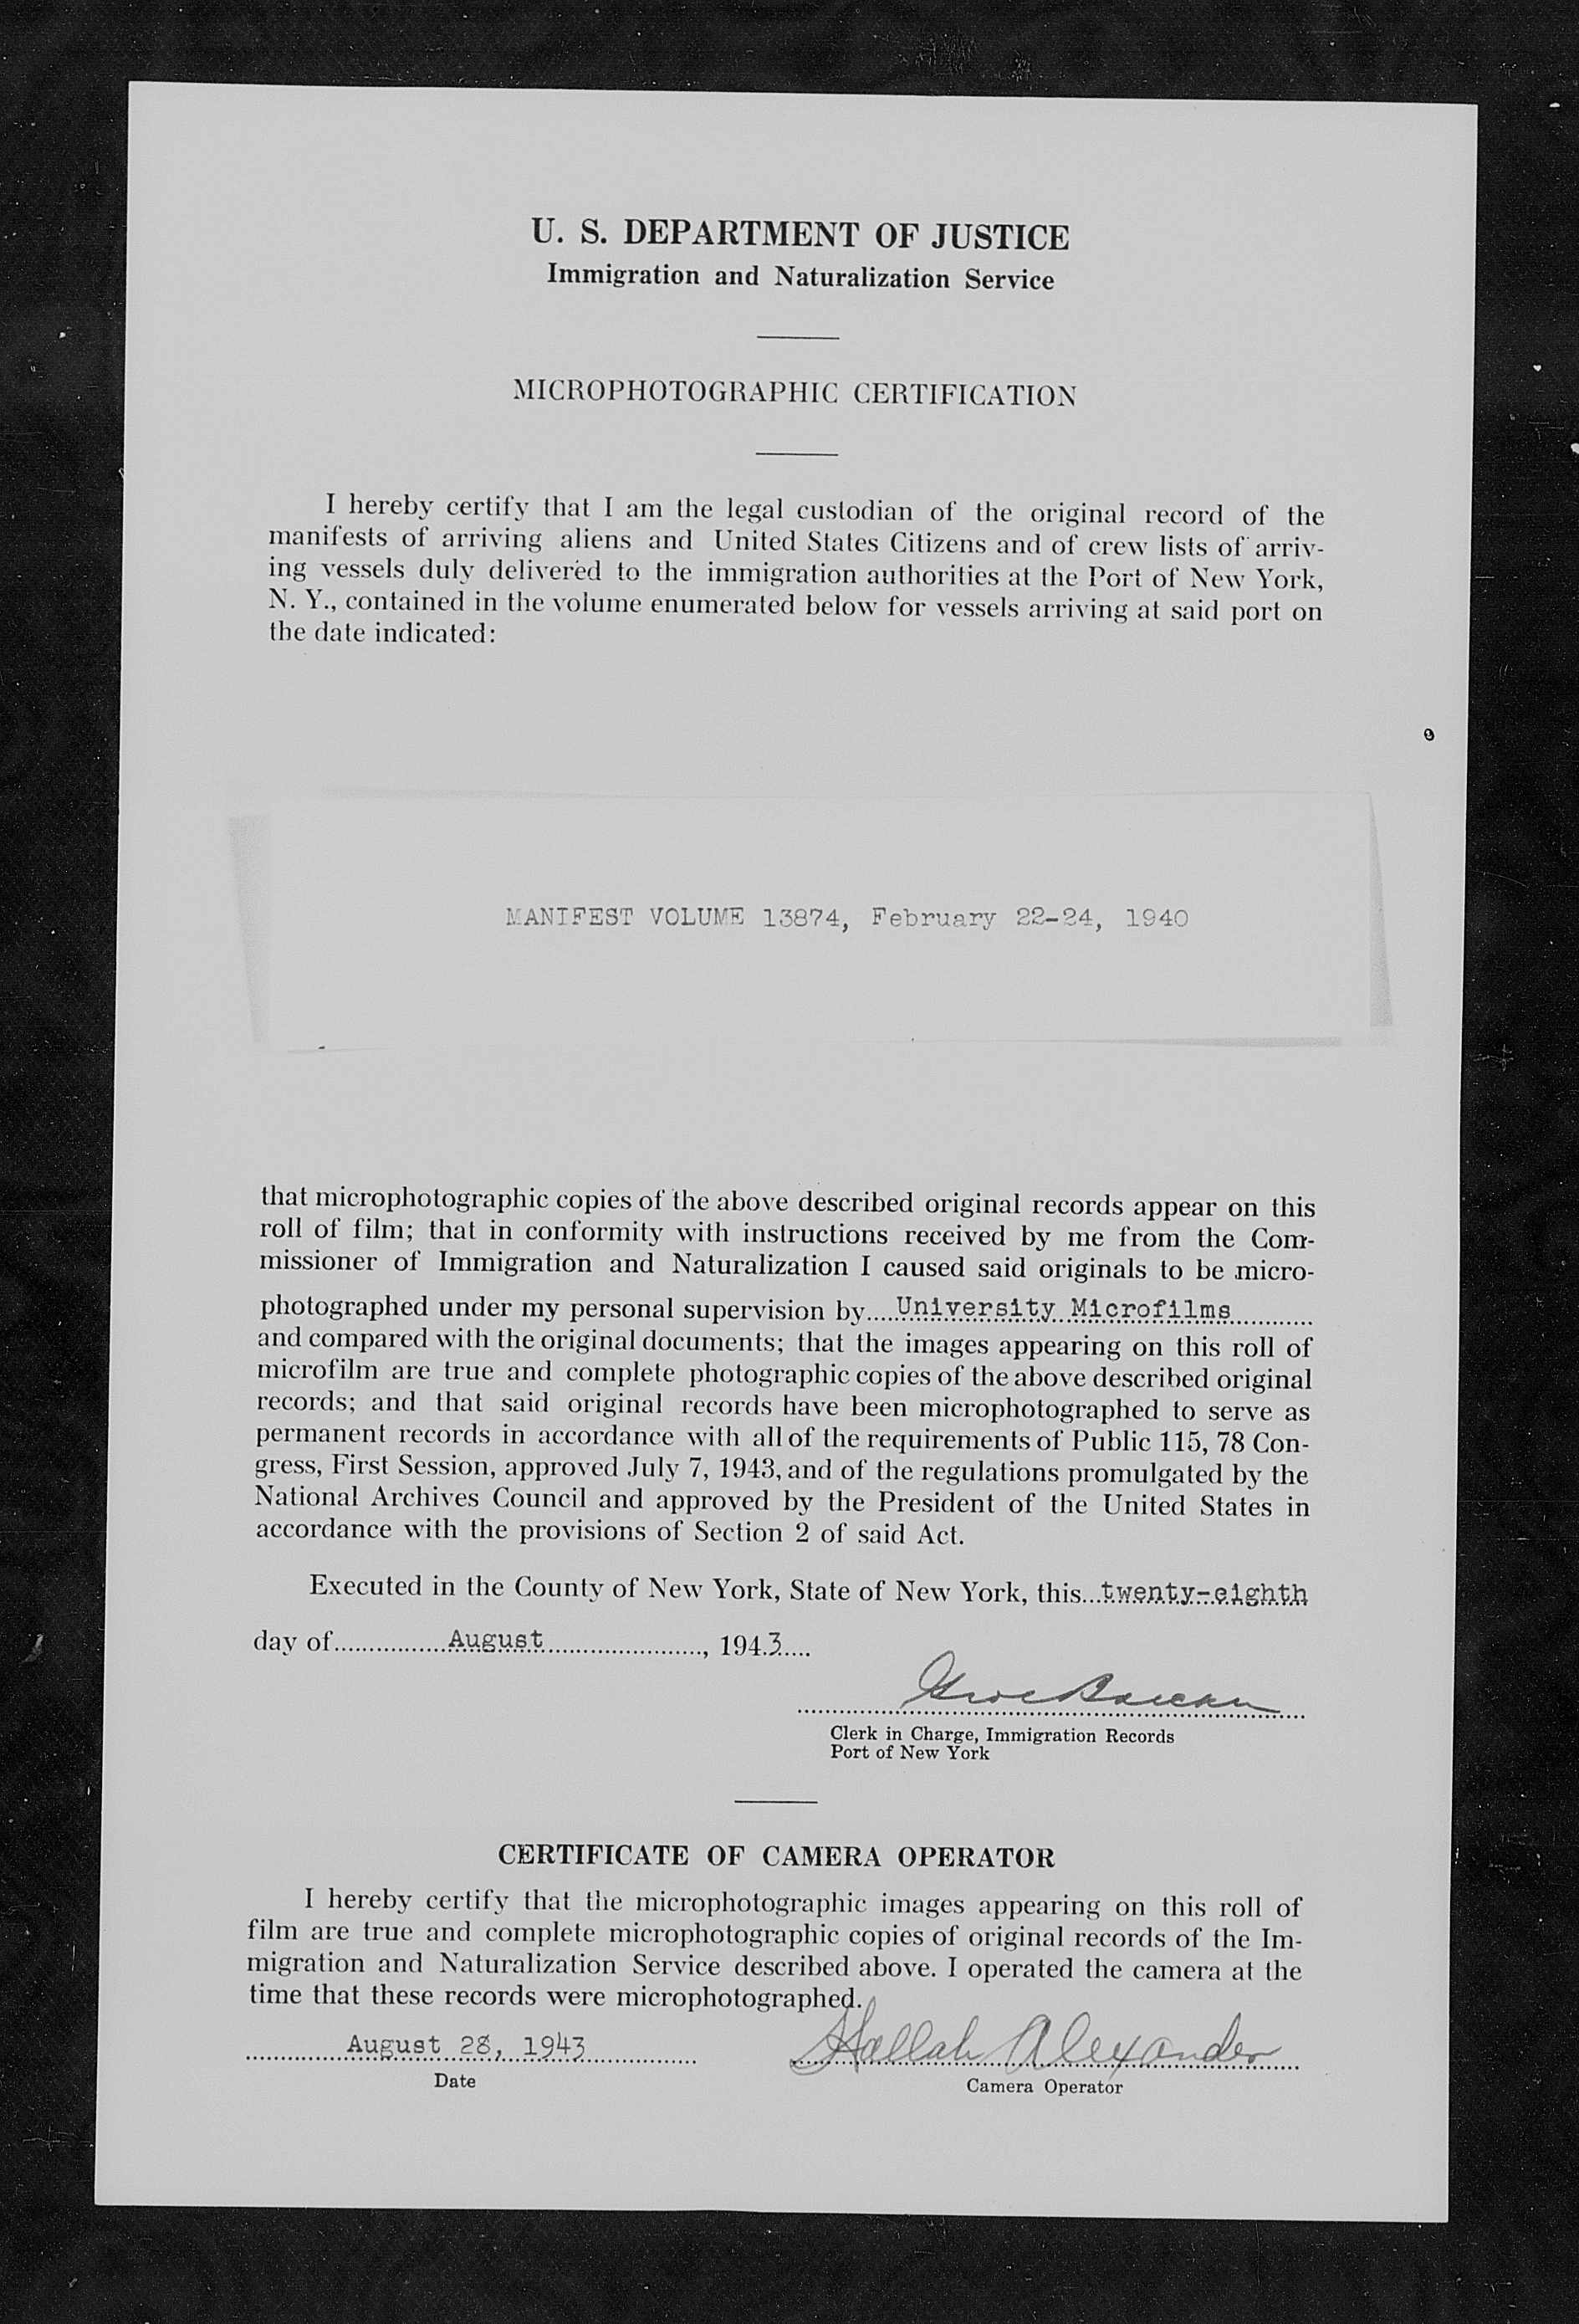 U. S. DEPARTMENT OF JUSTICE
Immigration and Naturalization Service
MICROPHOTOGRAPHIC CERTIFICATION
I hereby certify that I am the legal custodian of the original record of the
manifests of arriving aliens and United States Citizens and of crew lists of arriv-
ing vessels duly delivered to the immigration authorities at the Port of New York,
N. Y., contained in the volume enumerated below for vessels arriving at said port on
the date indicated:
MANIFEST VOLUME 13874, February 22-24, 1940
that microphotographic copies of the above described original records appear on this
roll of film; that in conformity with instructions received by me from the Com-
missioner of Immigration and Naturalization I caused said originals to be micro-
photographed under my personal supervision by....University Microfilms
and compared with the original documents; that the images appearing on this roll of
microfilm are true and complete photographic copies of the above described original
records; and that said original records have been microphotographed to serve as
permanent records in accordance with all of the requirements of Public 115, 78 Con-
gress, First Session, approved July 7, 1943, and of the regulations promulgated by the
National Archives Council and approved by the President of the United States in
accordance with the provisions of Section 2 of said Act.
Executed in the County of New York, State of New York, this...twenty-eighth
day of................August......................., 1943.....
Clerk in Charge, Immigration Records
Port of New York
CERTIFICATE OF CAMERA OPERATOR
I hereby certify that the microphotographic images appearing on this roll of
film are true and complete microphotographic copies of original records of the Im-
migration and Naturalization Service described above. I operated the camera at the
time that these records were microphotographed.
August 28, 1943 Hallah Alexander
Date Camera Operator